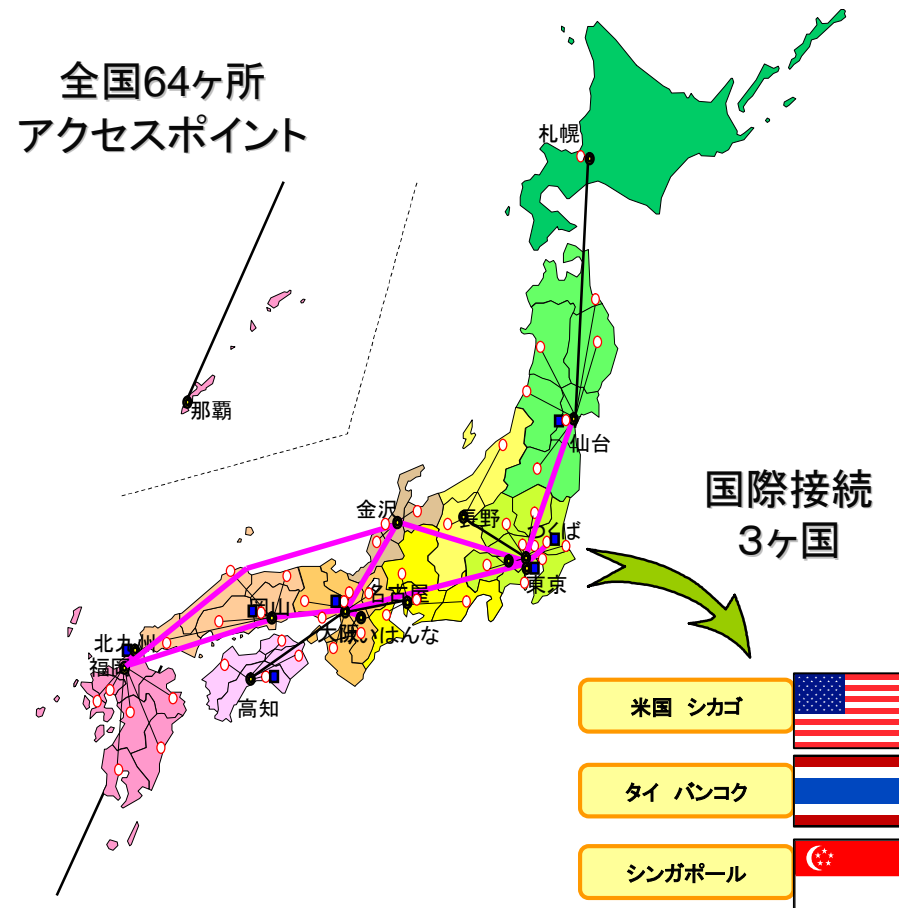 全国64ヶ所
アクセスポイント
札幌
那覇
仙台
国際接続
3ヶ国
金沢
長野
つくば
東京
名古屋
岡山
大阪
けいはんな
北九州
福岡
高知
米国 シカゴ
タイ バンコク
シンガポール